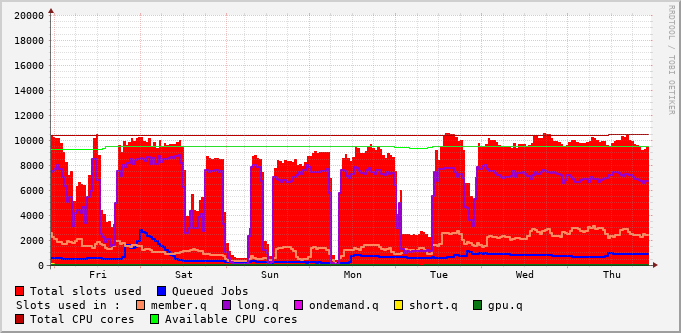 20000
18000
16000
14000
12000
10000
8000
6000
4000
2000
0
Fri Sat Sun Mon Tue Wed Thu
RRDTOOL / TOBI OETIKER
Total slots used Queued Jobs
Slots used in : member.q long.q ondemand.q short.q gpu.q
Total CPU cores Available CPU cores